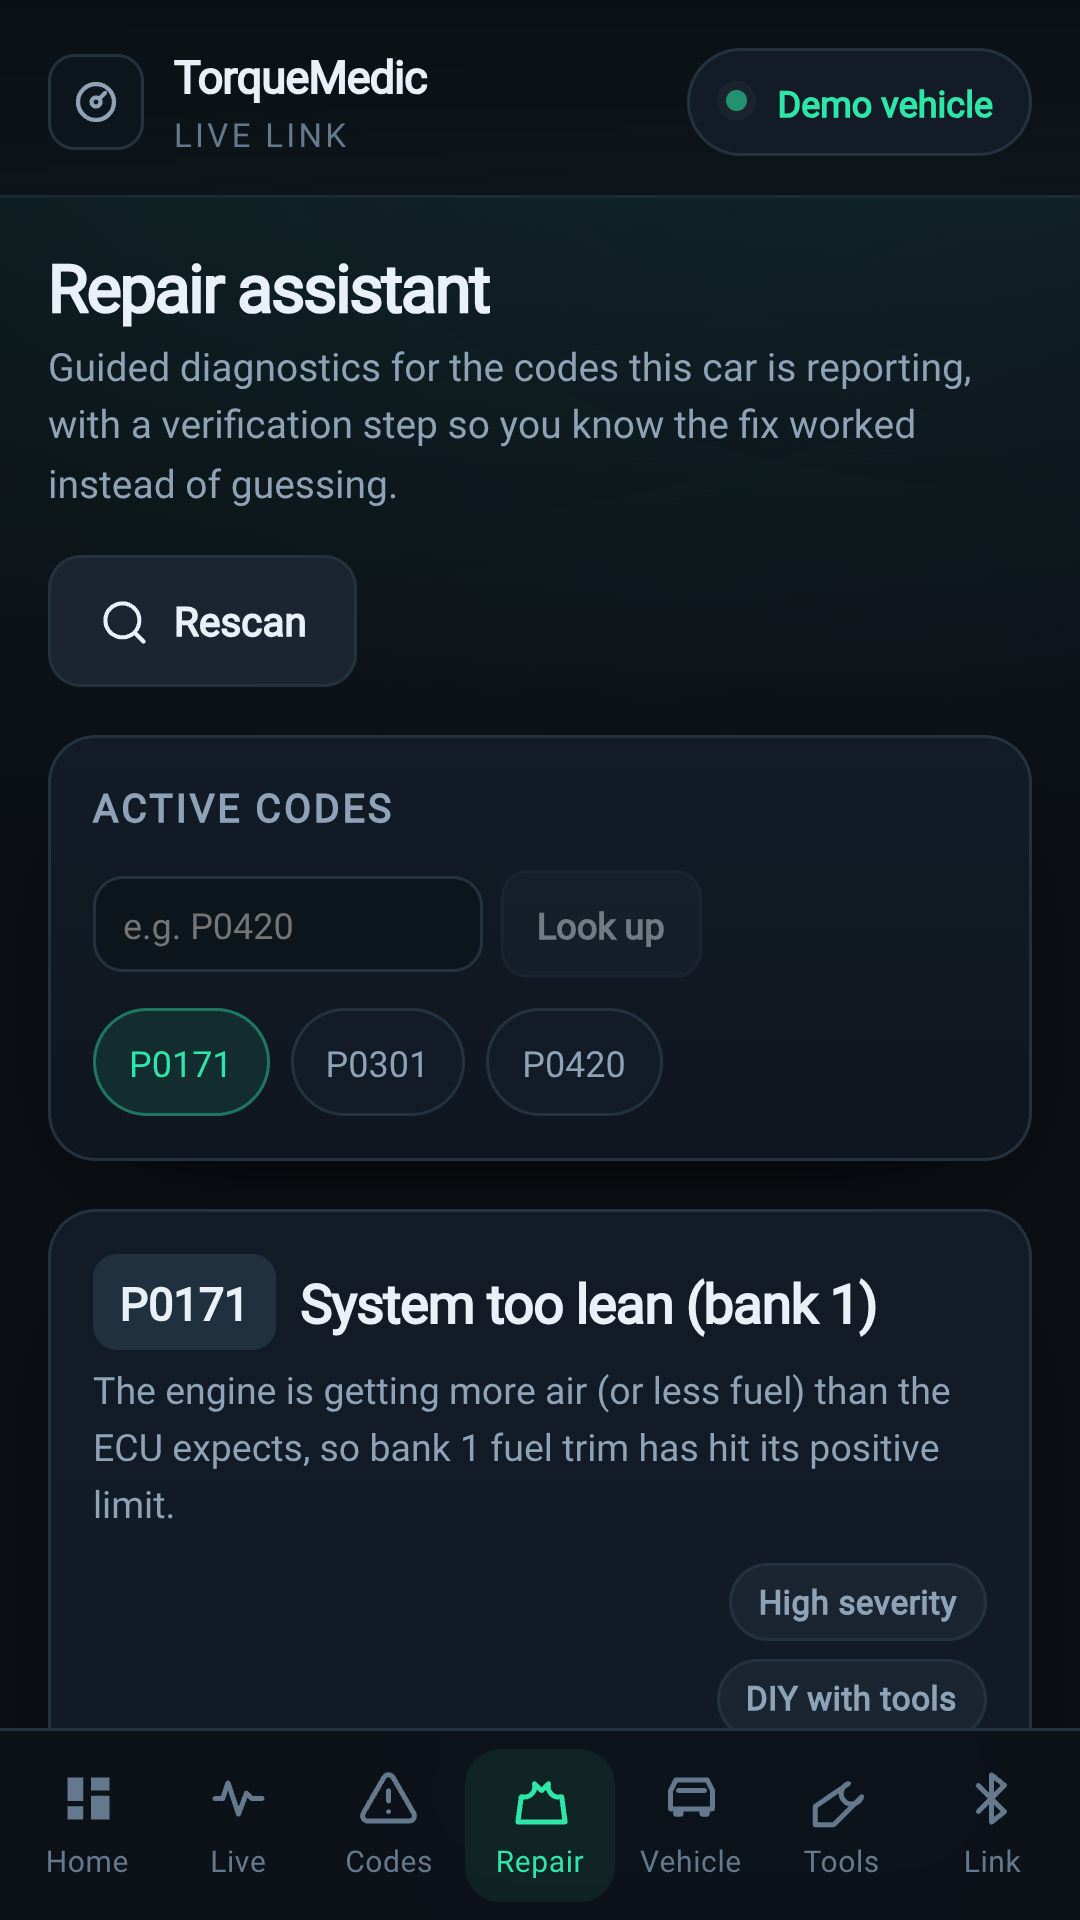 TorqueMedic
LIVE LINK
Demo vehicle
Repair assistant
Guided diagnostics for the codes this car is reporting,
with a verification step so you know the fix worked
instead of guessing.
Rescan
ACTIVE CODES
e.g. P0420
Look up
P0171
P0301
P0420
P0171
System too lean (bank 1)
The engine is getting more air (or less fuel) than the
ECU expects, so bank 1 fuel trim has hit its positive
limit.
High severity
DIY with tools
Home
Live
Codes
Repair
Vehicle
Tools
Link